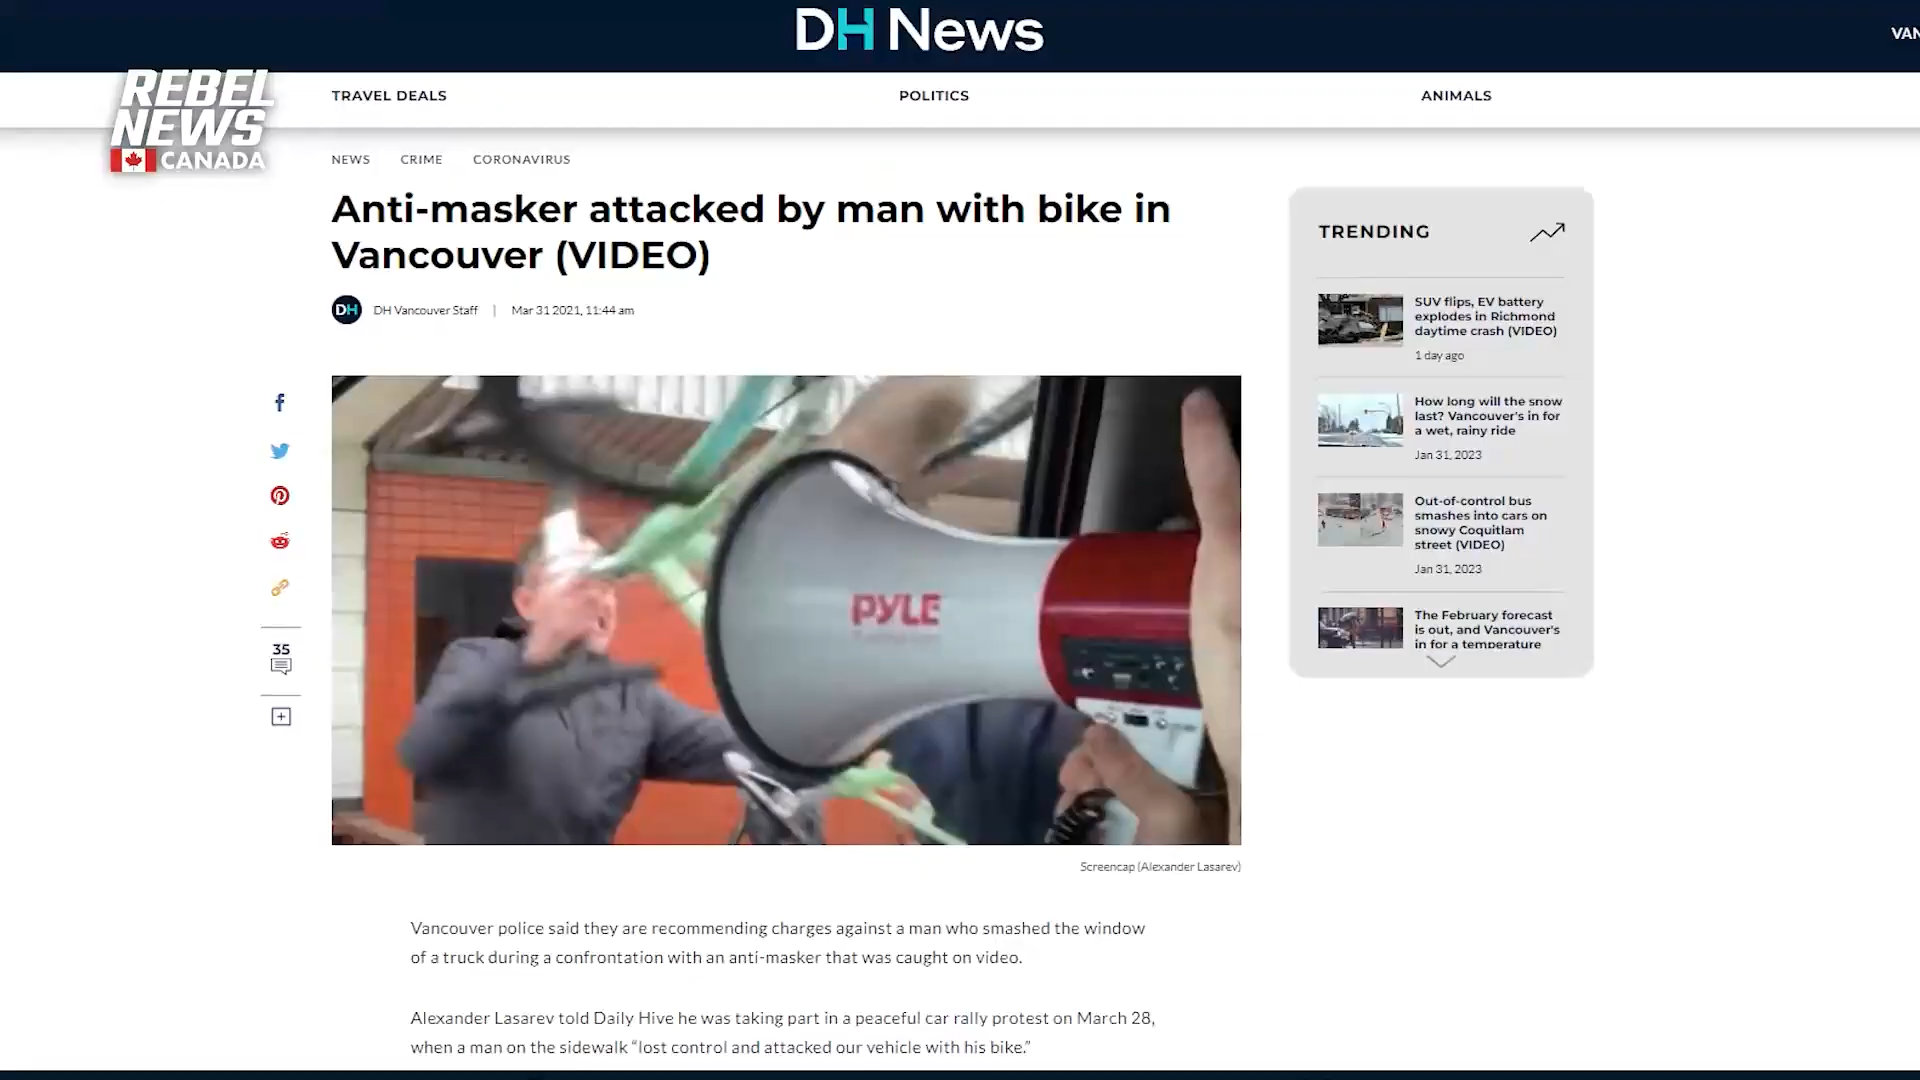 DH News
VAN
REBEL
NEWS
CANADA
TRAVEL DEALS
POLITICS
ANIMALS
NEWS
CRIME
CORONAVIRUS
Anti-masker attacked by man with bike in
Vancouver (VIDEO)
DH
DH Vancouver Staff | Mar 31 2021, 11:44 am
35
PYLE
Screencap (Alexander Lasarev)
Vancouver police said they are recommending charges against a man who smashed the window
of a truck during a confrontation with an anti-masker that was caught on video.
Alexander Lasarev told Daily Hive he was taking part in a peaceful car rally protest on March 28,
when a man on the sidewalk “lost control and attacked our vehicle with his bike.”
TRENDING
SUV flips, EV battery
explodes in Richmond
daytime crash (VIDEO)
1 day ago
How long will the snow
last? Vancouver's in for
a wet, rainy ride
Jan 31, 2023
Out-of-control bus
smashes into cars on
snowy Coquitlam
street (VIDEO)
Jan 31, 2023
The February forecast
is out, and Vancouver's
in for a temperature